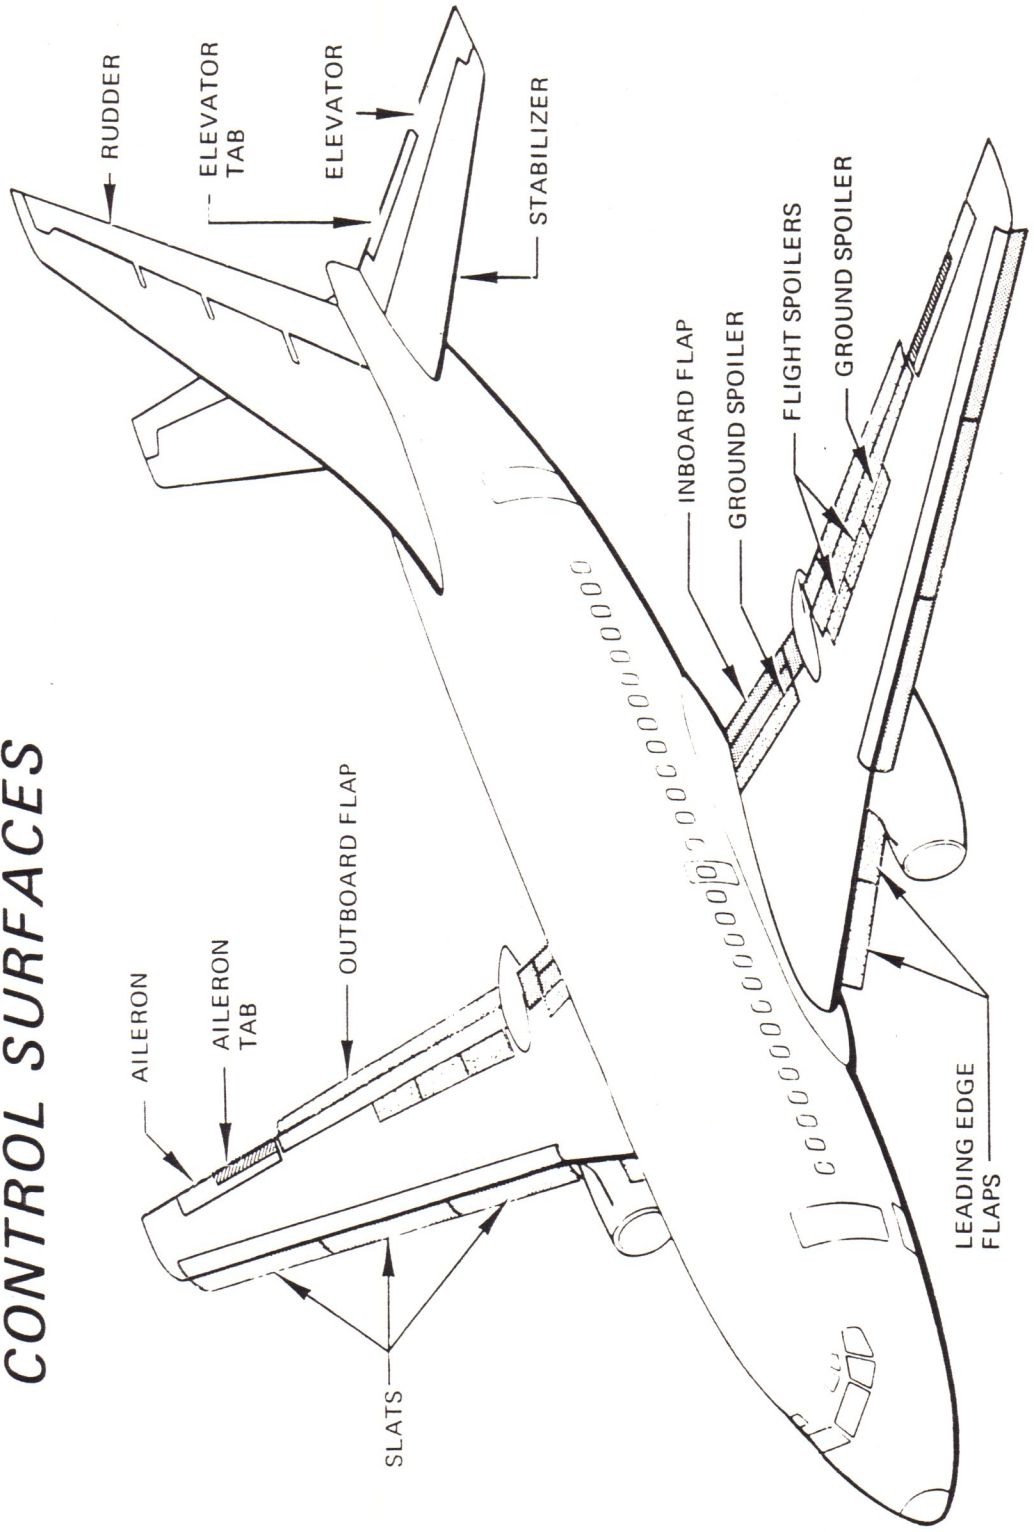 CONTROL SURFACES
AILERON
AILERON
TAB
OUTBOARD FLAP
SLATS
RUDDER
ELEVATOR
TAB
ELEVATOR
STABILIZER
INBOARD FLAP
GROUND SPOILER
FLIGHT SPOILERS
GROUND SPOILER
LEADING EDGE
FLAPS